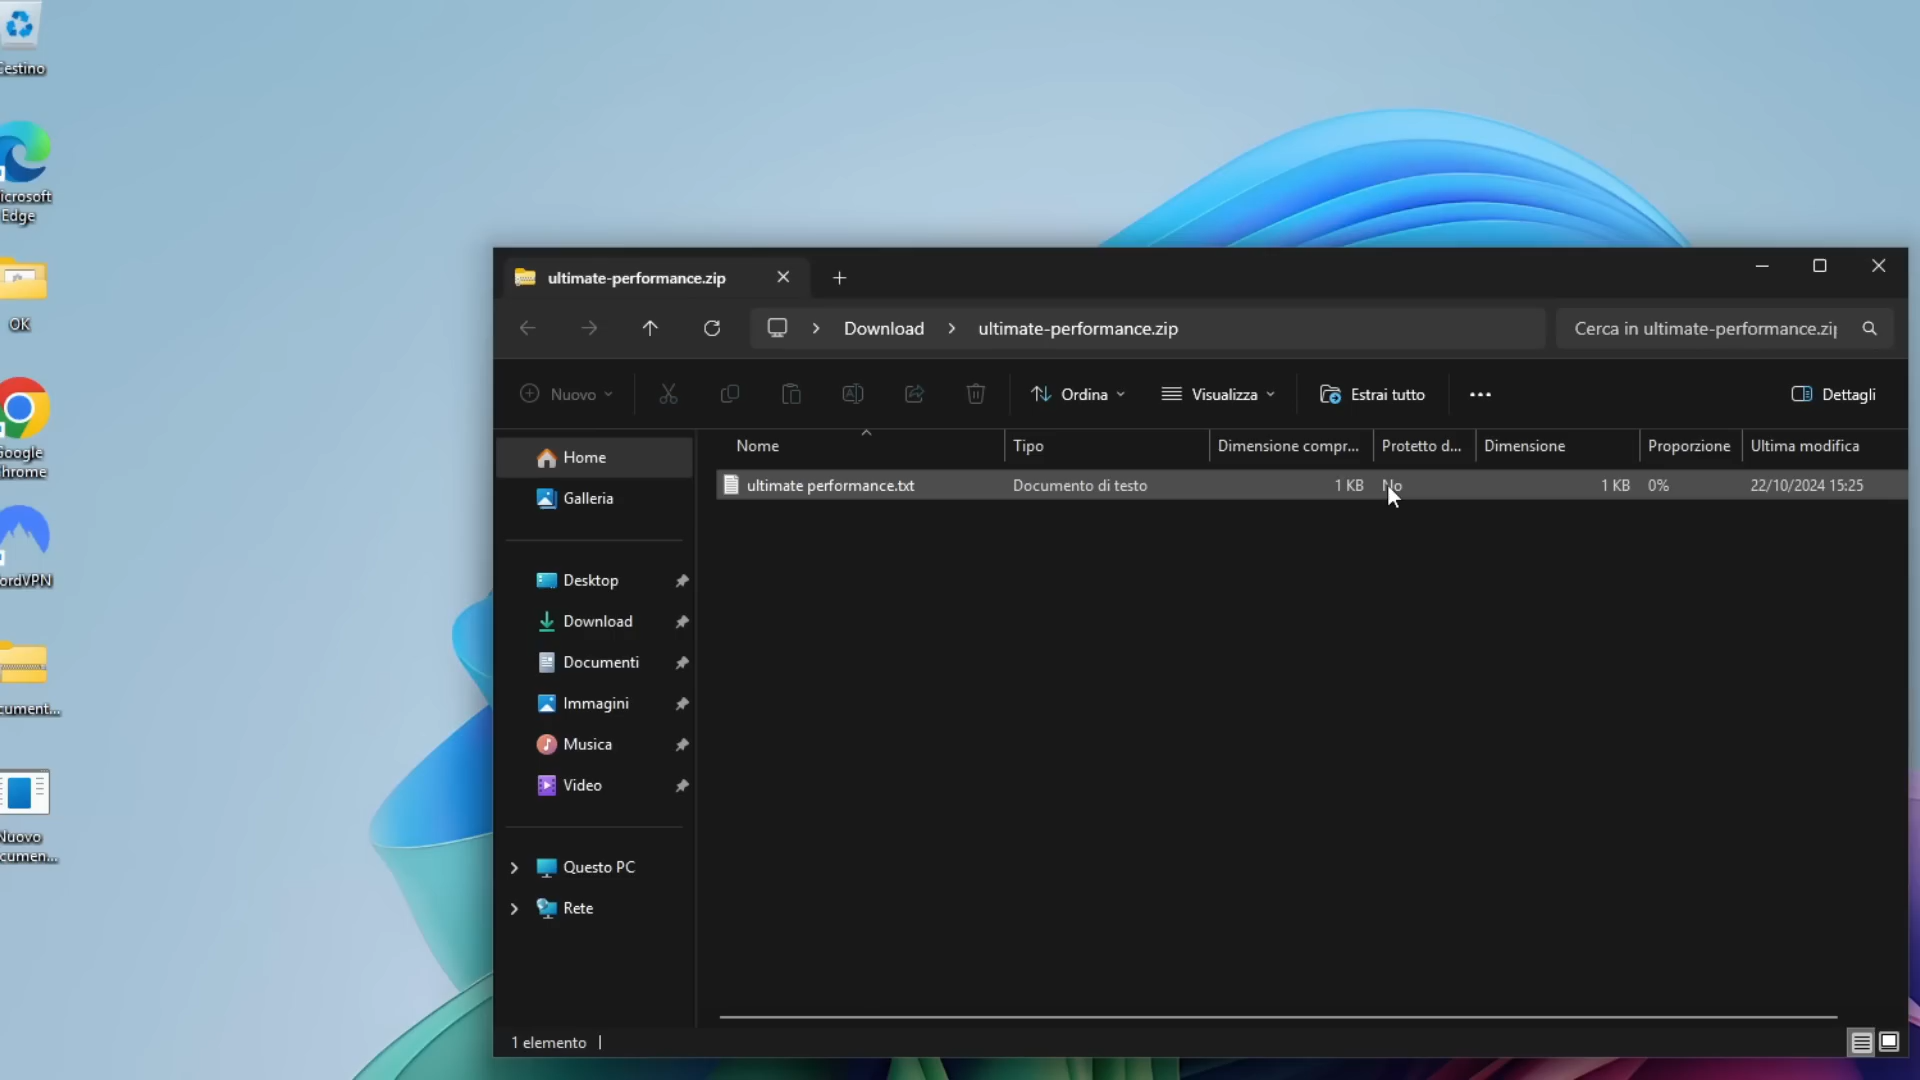 estino
icrosoft
Edge
OK
Google
hrome
ordVPN
cument...
Nuovo
cumen...
ultimate-performance.zip
Download
ultimate-performance.zip
Cerca in ultimate-performance.zip
Nuovo
Ordina
Visualizza
Estrai tutto
Dettagli
Nome
Tipo
Dimensione compr...
Protetto d...
Dimensione
Proporzione
Ultima modifica
ultimate performance.txt
Documento di testo
1 KB
No
1 KB
0%
22/10/2024 15:25
Home
Galleria
Desktop
Download
Documenti
Immagini
Musica
Video
Questo PC
Rete
1 elemento